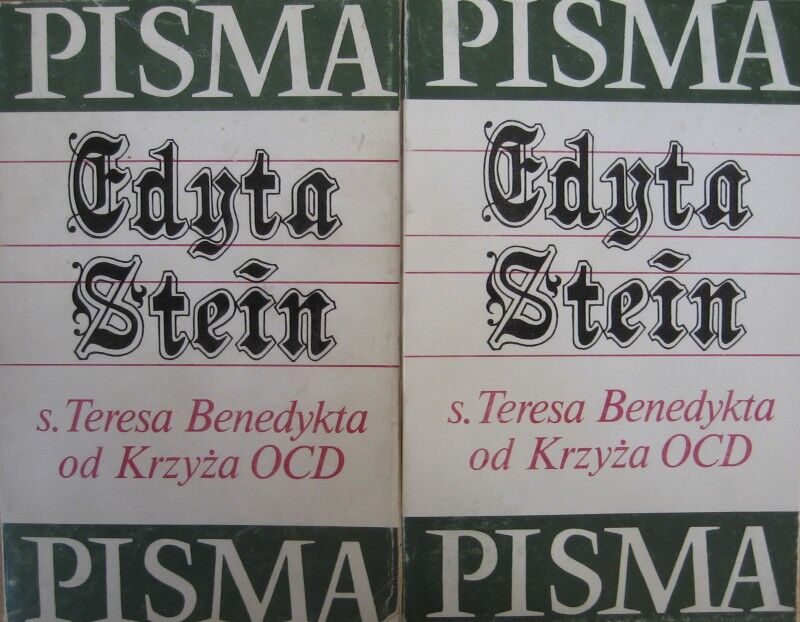 PISMA
Edyta
Stein
s. Teresa Benedykta
od Krzyża OCD
PISMA
PISMA
Edyta
Stein
s. Teresa Benedykta
od Krzyża OCD
PISMA